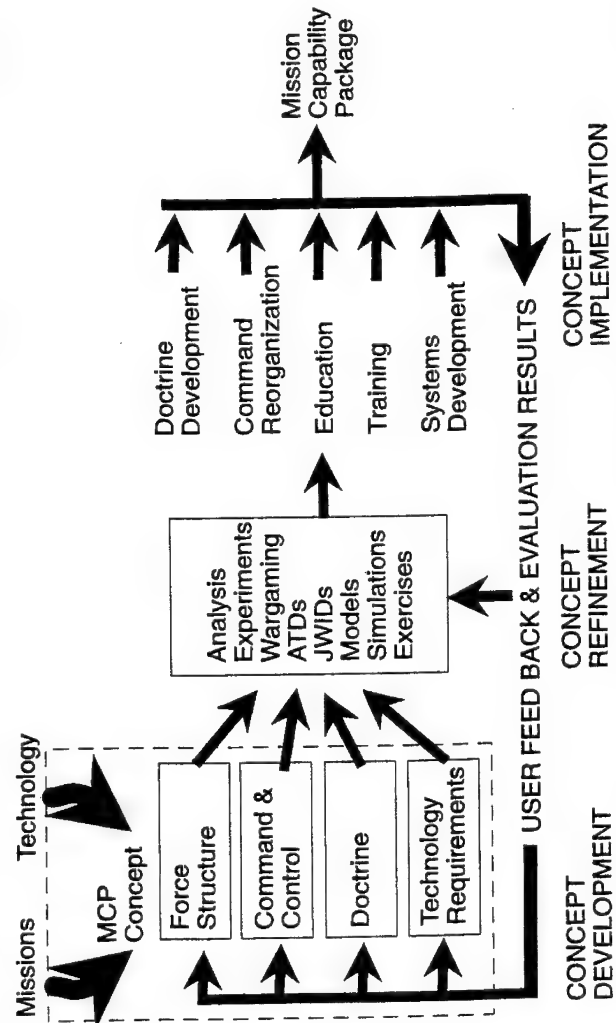 Missions
Technology
MCP
Concept
Force
Structure
Command &
Control
Doctrine
Technology
Requirements
Analysis
Experiments
Wargaming
ATDs
JWIDs
Models
Simulations
Exercises
Doctrine
Development
Command
Reorganization
Education
Training
Systems
Development
Mission
Capability
Package
USER FEED BACK & EVALUATION RESULTS
CONCEPT
DEVELOPMENT
CONCEPT
REFINEMENT
CONCEPT
IMPLEMENTATION